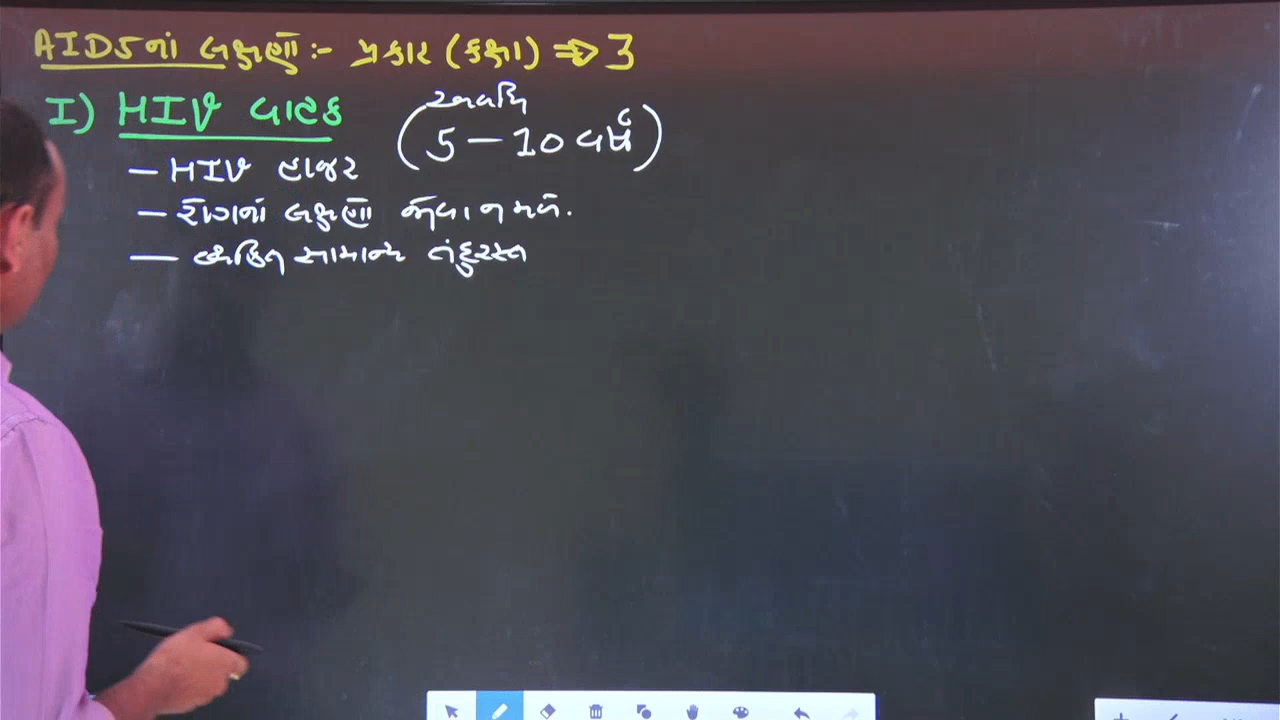 AIDSનાં લક્ષણો :- પ્રકાર (કક્ષા) ⇒ 3
I) HIV વાહક
(અવધિ
5 – 10 વર્ષ)
– HIV હાજર
– રોગનાં લક્ષણો જોવા ન મળે.
– વ્યકિત સામાન્ય તંદુરસ્ત